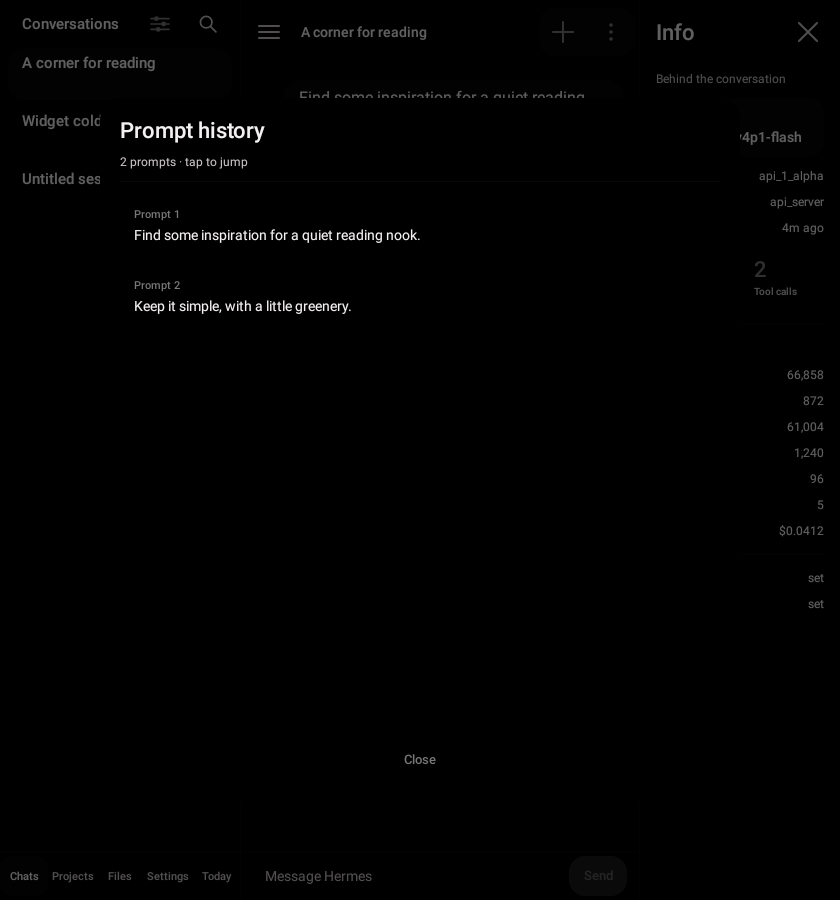 Conversations
A corner for reading
Info
A corner for reading
Behind the conversation
Find some inspiration for a quiet reading
Widget
Prompt history
v4p1-flash
2 prompts · tap to jump
Untitled
api_1_alpha
api_server
Prompt 1
4m ago
Find some inspiration for a quiet reading nook.
2
Tool calls
Prompt 2
Keep it simple, with a little greenery.
66,858
872
61,004
1,240
96
5
$0.0412
set
set
Close
Chats
Projects
Files
Settings
Today
Message Hermes
Send